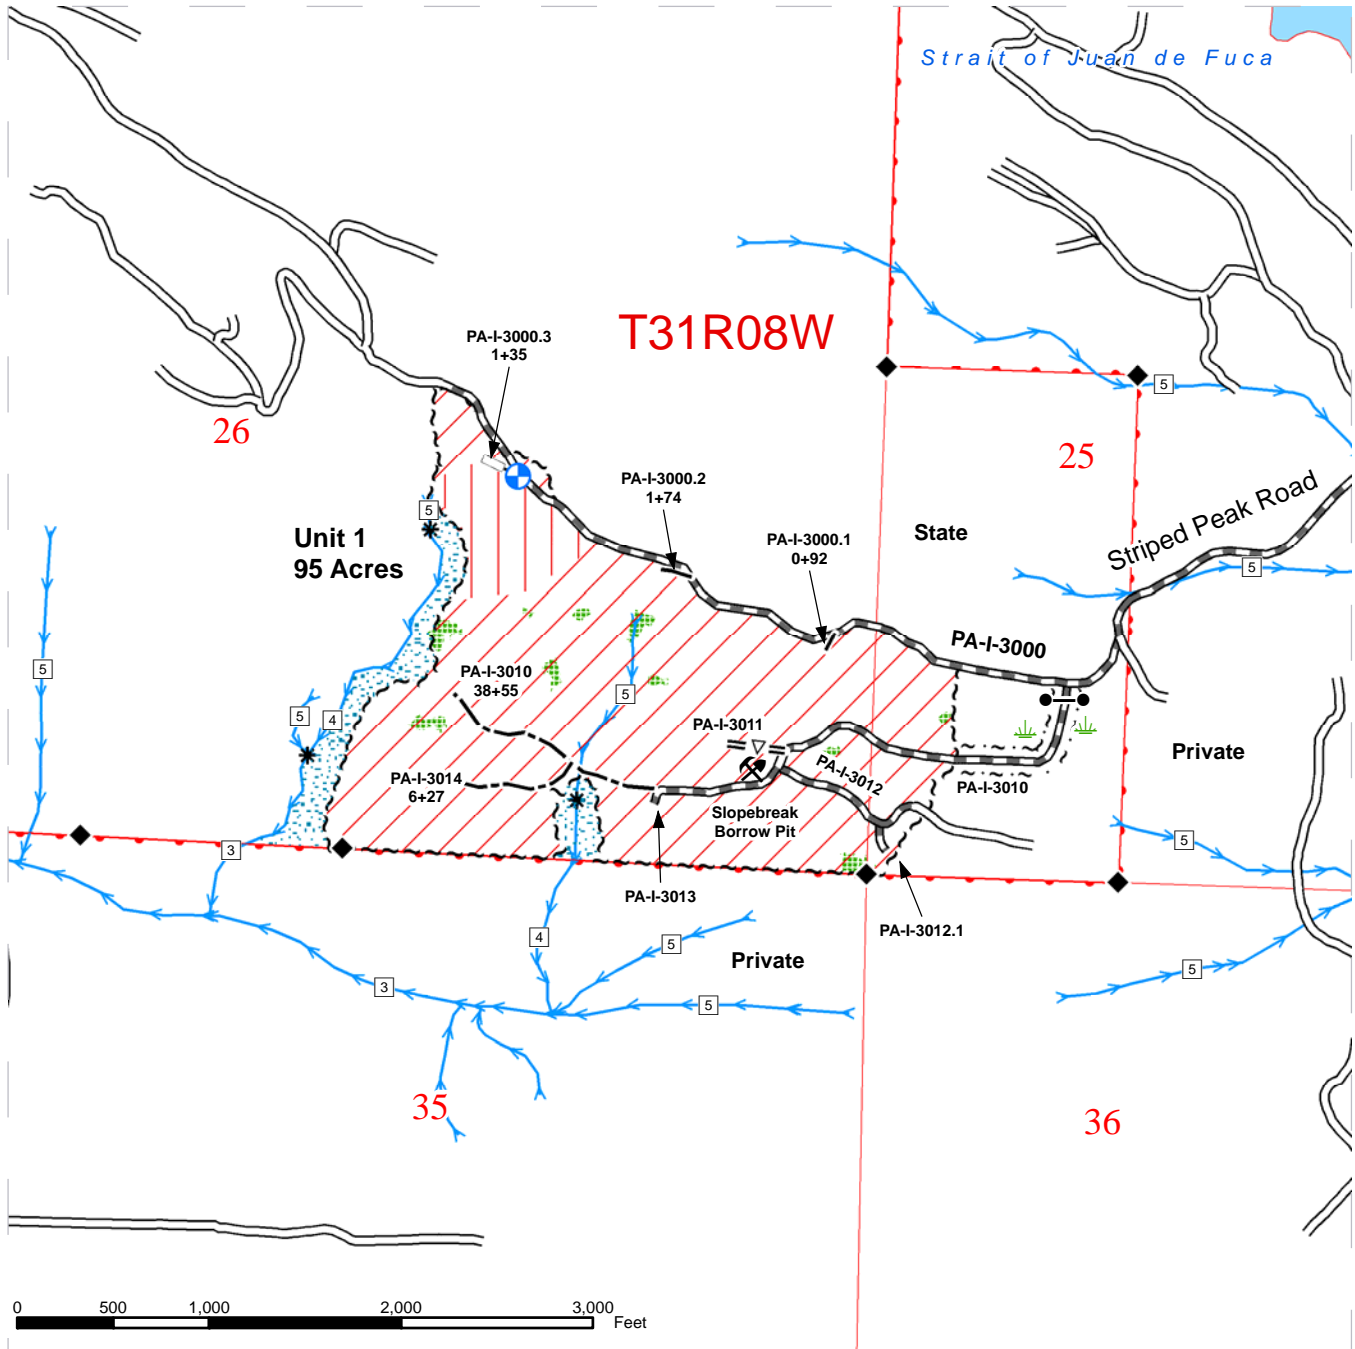 Strait of Juan de Fuca
T31R08W
PA-I-3000.3
1+35
26
25
5
PA-I-3000.2
1+74
Striped Peak Road
5
Unit 1
95 Acres
PA-I-3000.1
0+92
State
5
5
PA-I-3000
PA-I-3010
38+55
5
5
4
PA-I-3011
Private
PA-I-3014
6+27
PA-I-3012
PA-I-3010
Slopebreak
Borrow Pit
5
3
PA-I-3013
PA-I-3012.1
4
5
Private
5
3
5
35
36
0
500
1,000
2,000
3,000
Feet